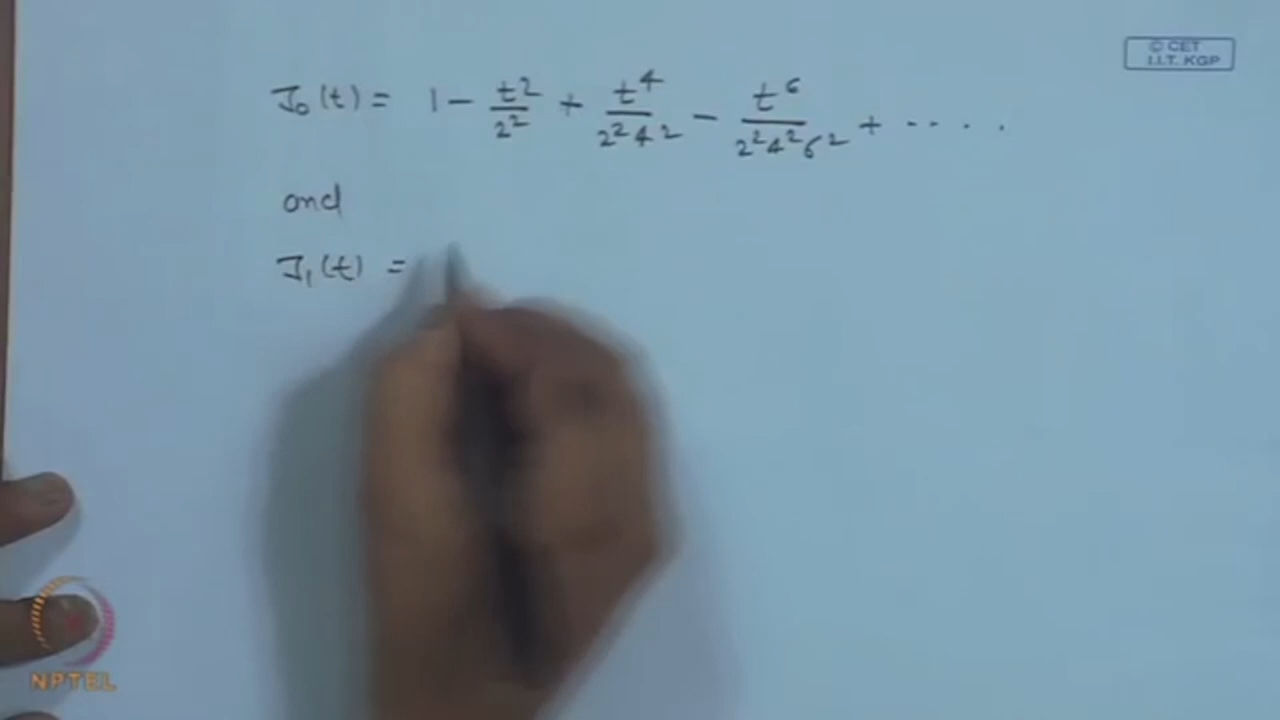 © CET
I.I.T. KGP
J₀(t) = 1 - t²/2² + t⁴/2²4² - t⁶/2²4²6² + ....
and
J₁(t) =
NPTEL